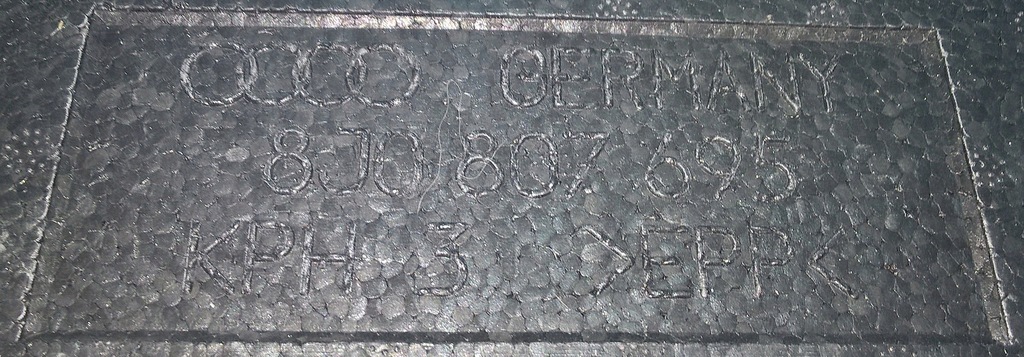 GERMANY
8J0 807 695
KPH 3 >EPP<